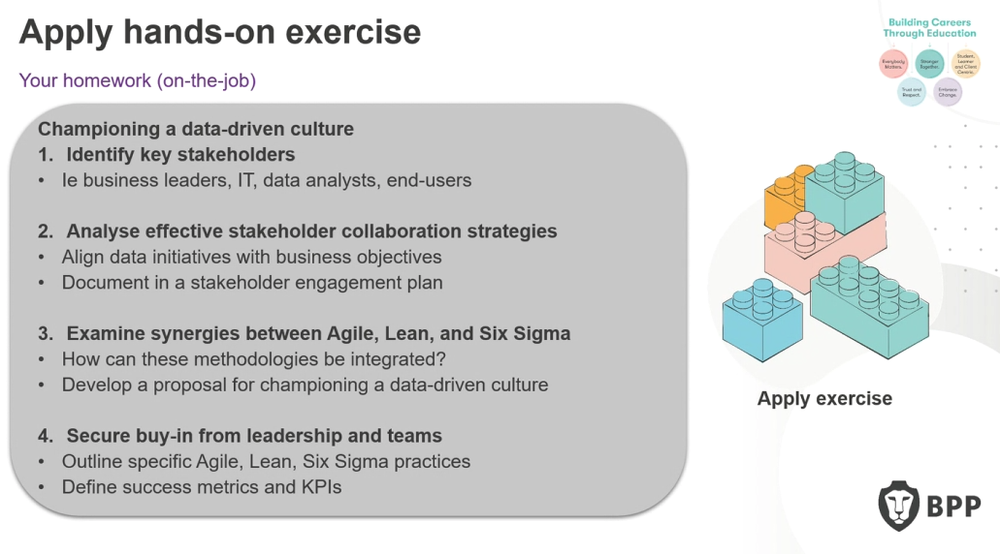 Apply hands-on exercise
Building Careers
Through Education
Everybody
Matters.
Stronger
Together.
Student,
Learner
and Client
Centric.
Trust and
Respect.
Embrace
Change.
Your homework (on-the-job)
Championing a data-driven culture
1. Identify key stakeholders
• Ie business leaders, IT, data analysts, end-users
2. Analyse effective stakeholder collaboration strategies
• Align data initiatives with business objectives
• Document in a stakeholder engagement plan
3. Examine synergies between Agile, Lean, and Six Sigma
• How can these methodologies be integrated?
• Develop a proposal for championing a data-driven culture
4. Secure buy-in from leadership and teams
• Outline specific Agile, Lean, Six Sigma practices
• Define success metrics and KPIs
Apply exercise
BPP